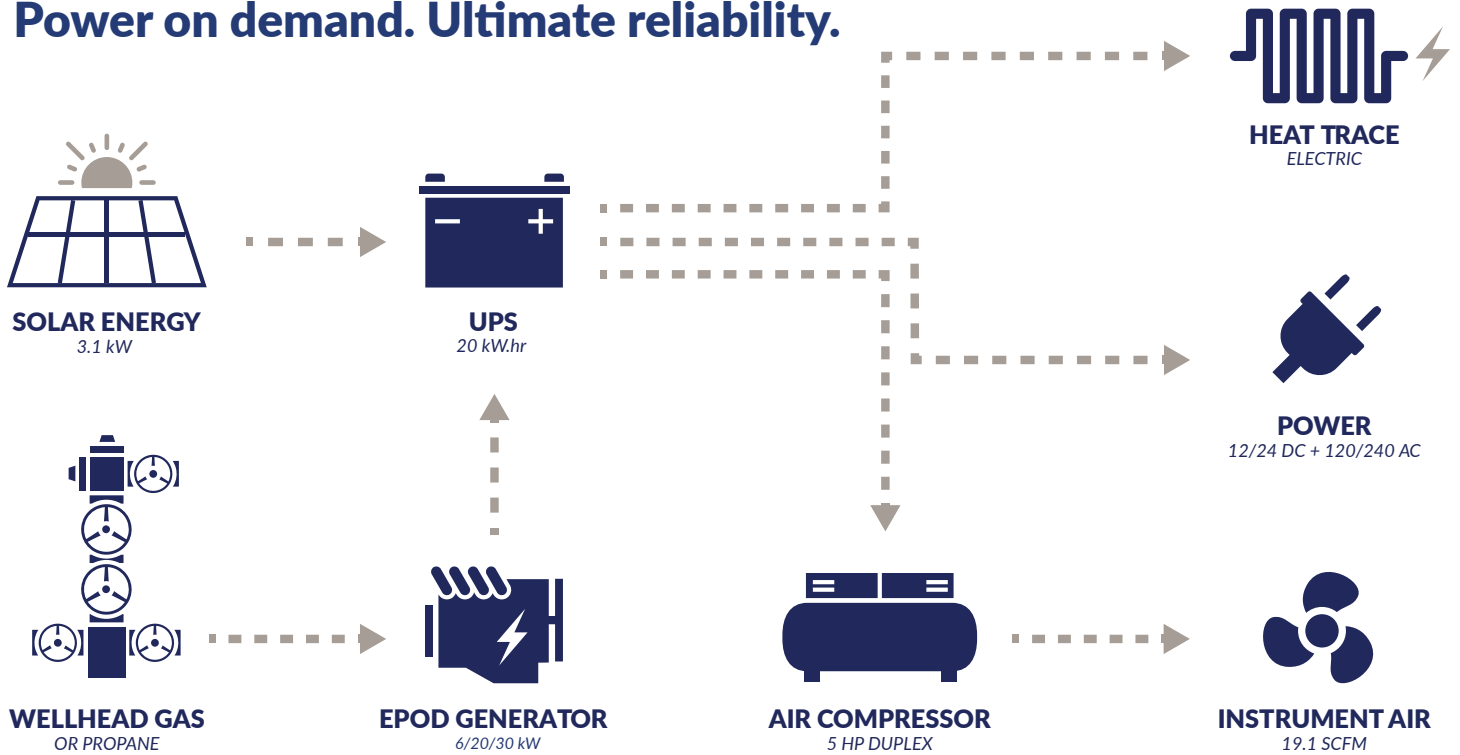 Power on demand. Ultimate reliability.
HEAT TRACE
ELECTRIC
SOLAR ENERGY
3.1 kW
UPS
20 kW.hr
POWER
12/24 DC + 120/240 AC
WELLHEAD GAS
OR PROPANE
EPOD GENERATOR
6/20/30 kW
AIR COMPRESSOR
5 HP DUPLEX
INSTRUMENT AIR
19.1 SCFM